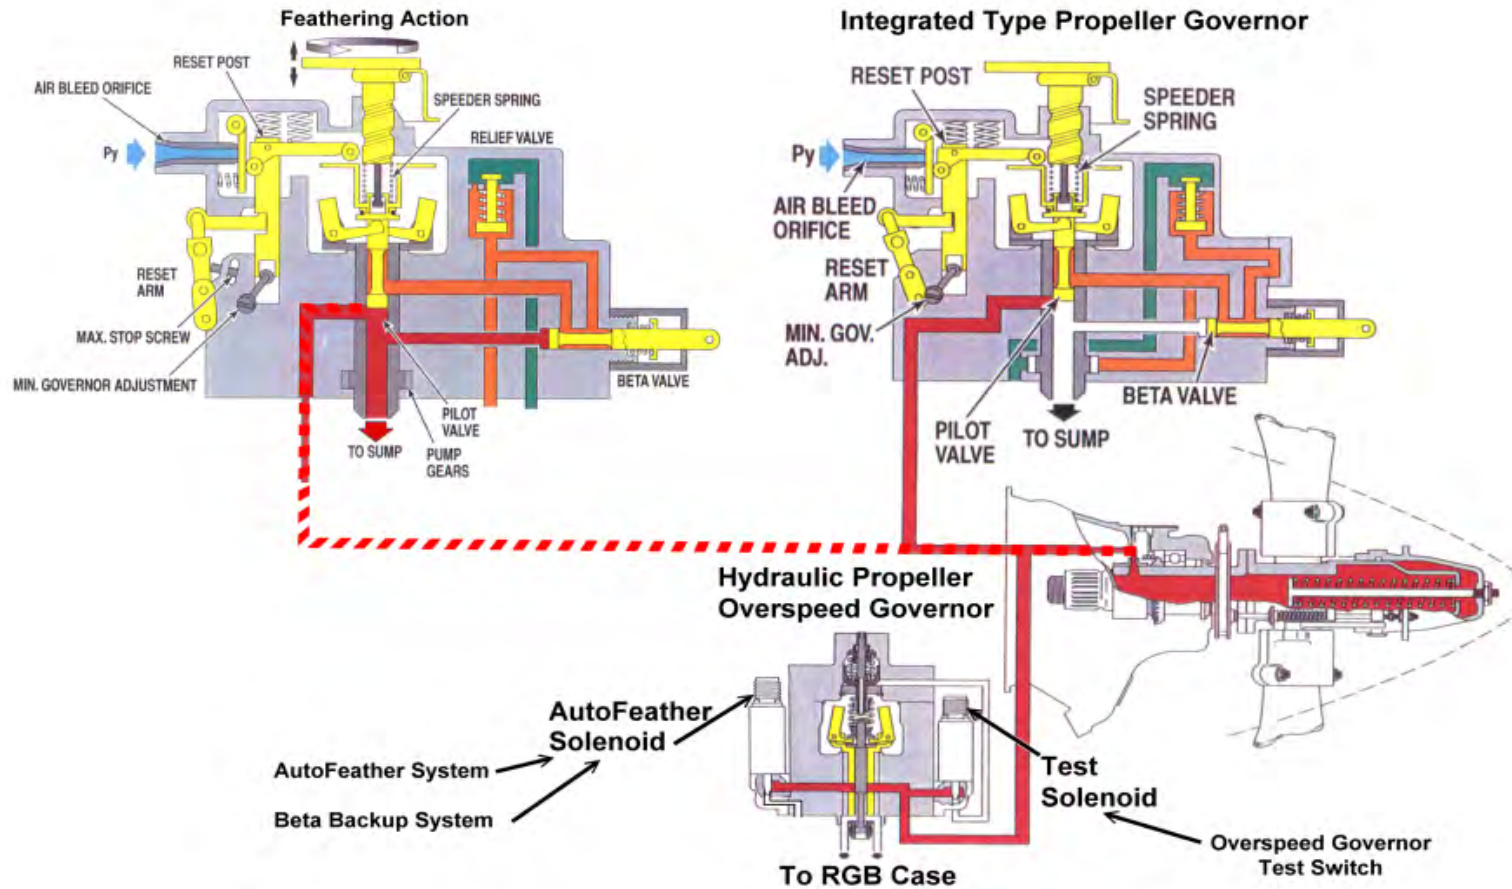 Feathering Action
RESET POST
AIR BLEED ORIFICE
SPEEDER SPRING
RELIEF VALVE
Py
RESET
ARM
MAX. STOP SCREW
MIN. GOVERNOR ADJUSTMENT
BETA VALVE
PILOT
VALVE
TO SUMP
PUMP
GEARS
Integrated Type Propeller Governor
RESET POST
SPEEDER
SPRING
Py
AIR BLEED
ORIFICE
RESET
ARM
MIN. GOV.
ADJ.
BETA VALVE
PILOT
VALVE
TO SUMP
Hydraulic Propeller
Overspeed Governor
AutoFeather
Solenoid
AutoFeather System
Beta Backup System
Test
Solenoid
Overspeed Governor
Test Switch
To RGB Case